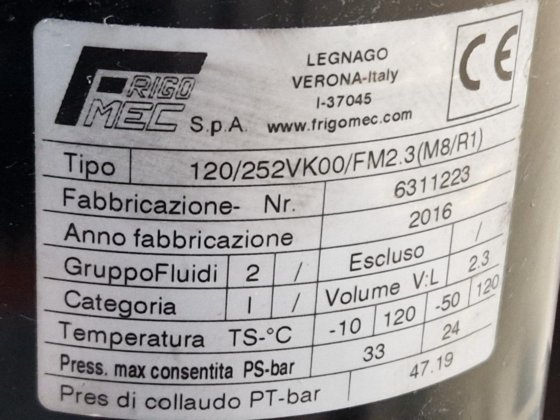 FRIGO
MEC S.p.A.
LEGNAGO
VERONA-Italy
I-37045
www.frigomec.com
CE
Tipo 120/252VK00/FM2.3(M8/R1)
Fabbricazione- Nr. 6311223
Anno fabbricazione 2016
GruppoFluidi 2 / Escluso /
Categoria I / Volume V:L 2.3
Temperatura TS-°C -10 120 -50 120
Press. max consentita PS-bar 33 24
Pres di collaudo PT-bar 47.19